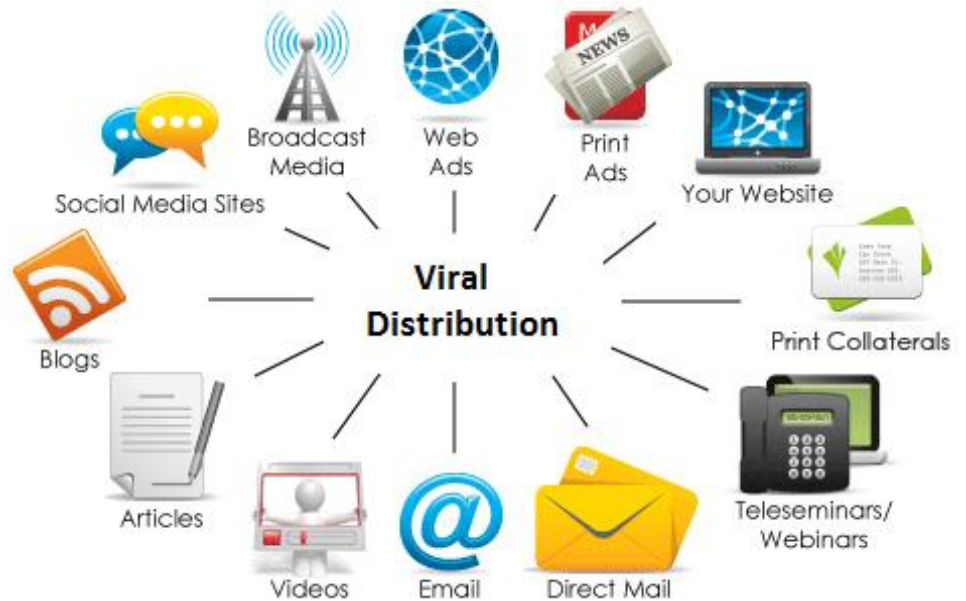 M
NEWS
Broadcast
Media
Web
Ads
Print
Ads
Social Media Sites
Your Website
Viral
Distribution
Blogs
Print Collaterals
Articles
Teleseminars/
Webinars
Videos
Email
@
Direct Mail